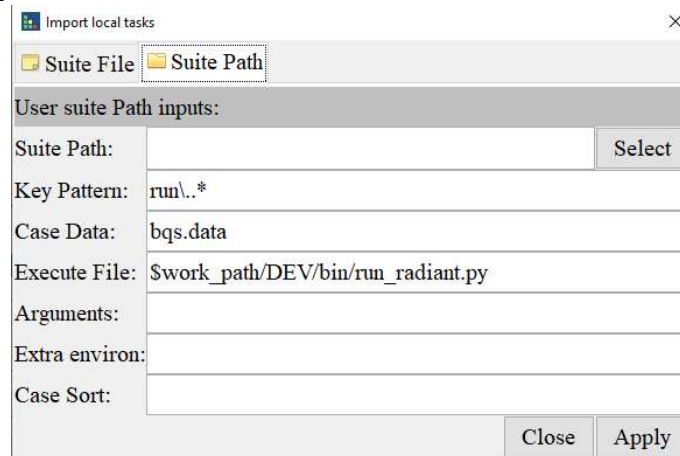 Import local tasks
Suite File Suite Path
User suite Path inputs:
Suite Path: Select
Key Pattern: run\..*
Case Data: bqs.data
Execute File: $work_path/DEV/bin/run_radiant.py
Arguments:
Extra environ:
Case Sort:
Close Apply